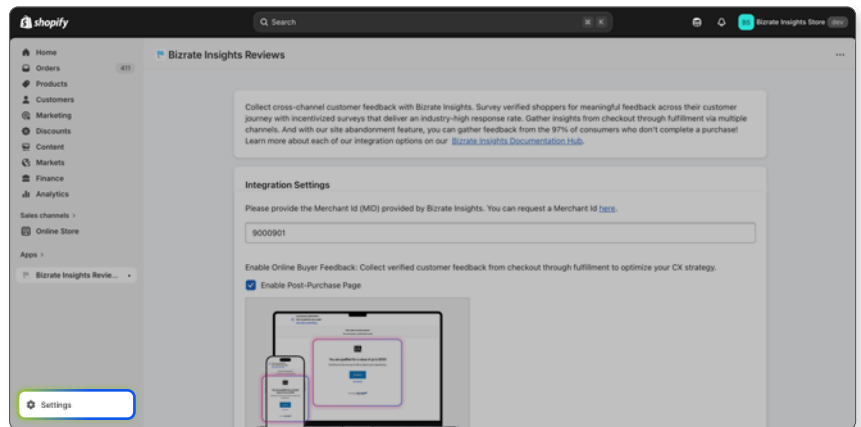 shopify
Search
⌘ K
BS Bizrate Insights Store dev
Home
Orders 411
Products
Customers
Marketing
Discounts
Content
Markets
Finance
Analytics
Sales channels >
Online Store
Apps >
Bizrate Insights Revie...
Settings
Bizrate Insights Reviews
Collect cross-channel customer feedback with Bizrate Insights. Survey verified shoppers for meaningful feedback across their customer
journey with incentivized surveys that deliver an industry-high response rate. Gather insights from checkout through fulfillment via multiple
channels. And with our site abandonment feature, you can gather feedback from the 97% of consumers who don't complete a purchase!
Learn more about each of our integration options on our Bizrate Insights Documentation Hub.
Integration Settings
Please provide the Merchant Id (MID) provided by Bizrate Insights. You can request a Merchant Id here.
9000901
Enable Online Buyer Feedback: Collect verified customer feedback from checkout through fulfillment to optimize your CX strategy.
Enable Post-Purchase Page